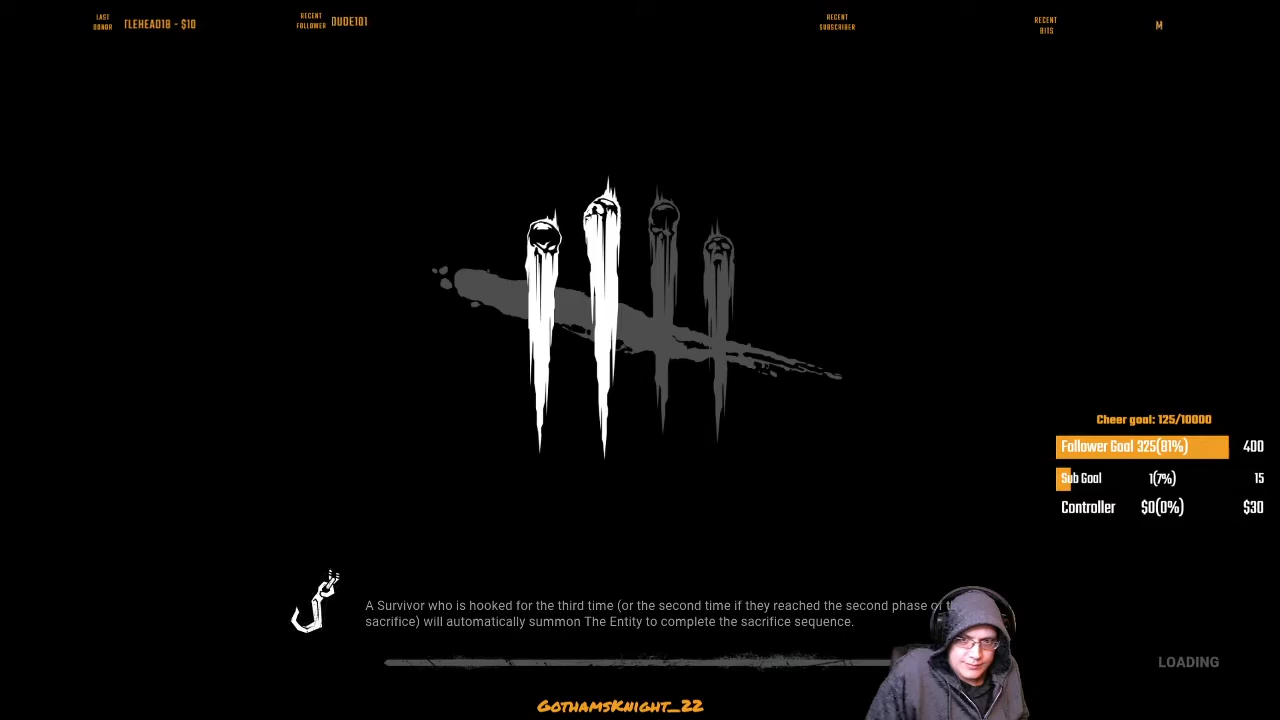 LAST
DONOR
TLEHEAD18 - $10
RECENT
FOLLOWER
DUDE101
RECENT
SUBSCRIBER
RECENT
BITS
M
Cheer goal: 125/10000
Follower Goal 325(81%) 400
Sub Goal 1(7%) 15
Controller $0(0%) $30
A Survivor who is hooked for the third time (or the second time if they reached the second phase of
sacrifice) will automatically summon The Entity to complete the sacrifice sequence.
LOADING
GothamsKnight_22